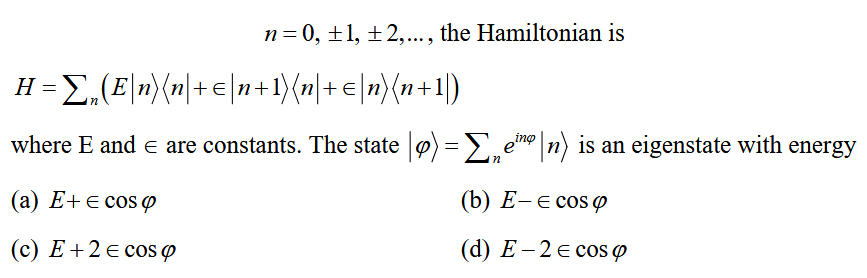 n = 0, ±1, ±2,..., the Hamiltonian is
H = ∑ₙ(E|n⟩⟨n|+∈|n+1⟩⟨n|+∈|n⟩⟨n+1|)
where E and ∈ are constants. The state |φ⟩ = ∑ₙ e^{inφ}|n⟩ is an eigenstate with energy
(a) E+∈cos φ (b) E−∈cos φ
(c) E+2∈cos φ (d) E−2∈cos φ